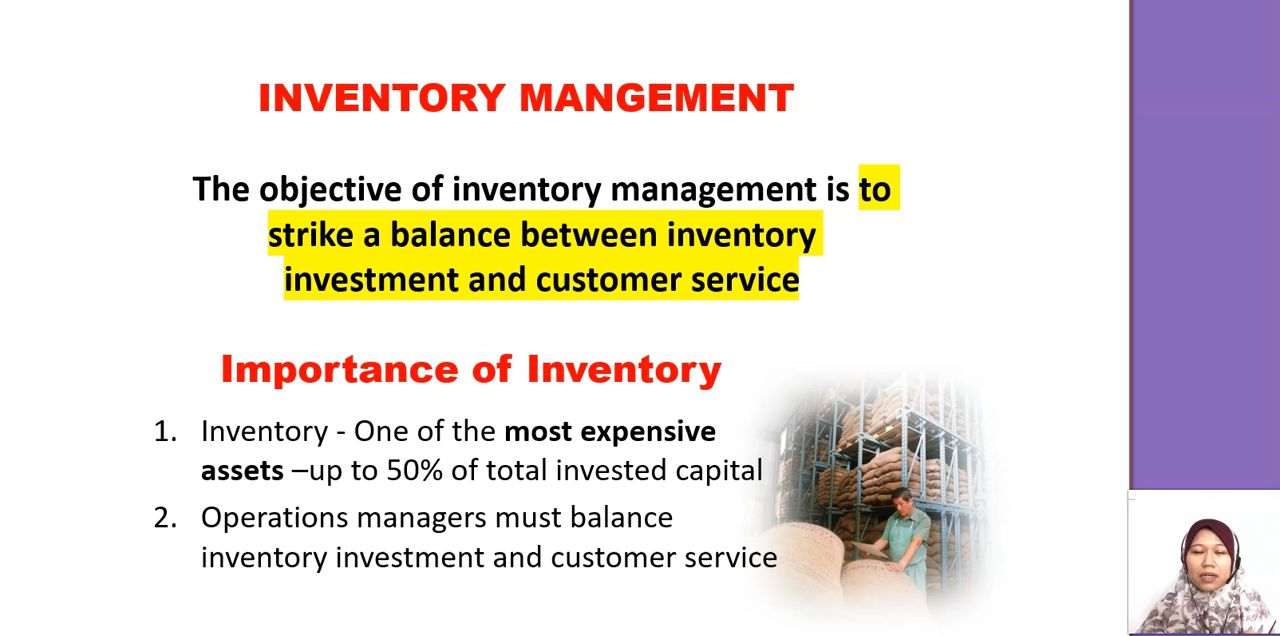 INVENTORY MANGEMENT
The objective of inventory management is to
strike a balance between inventory
investment and customer service
Importance of Inventory
1. Inventory - One of the most expensive
assets –up to 50% of total invested capital
2. Operations managers must balance
inventory investment and customer service